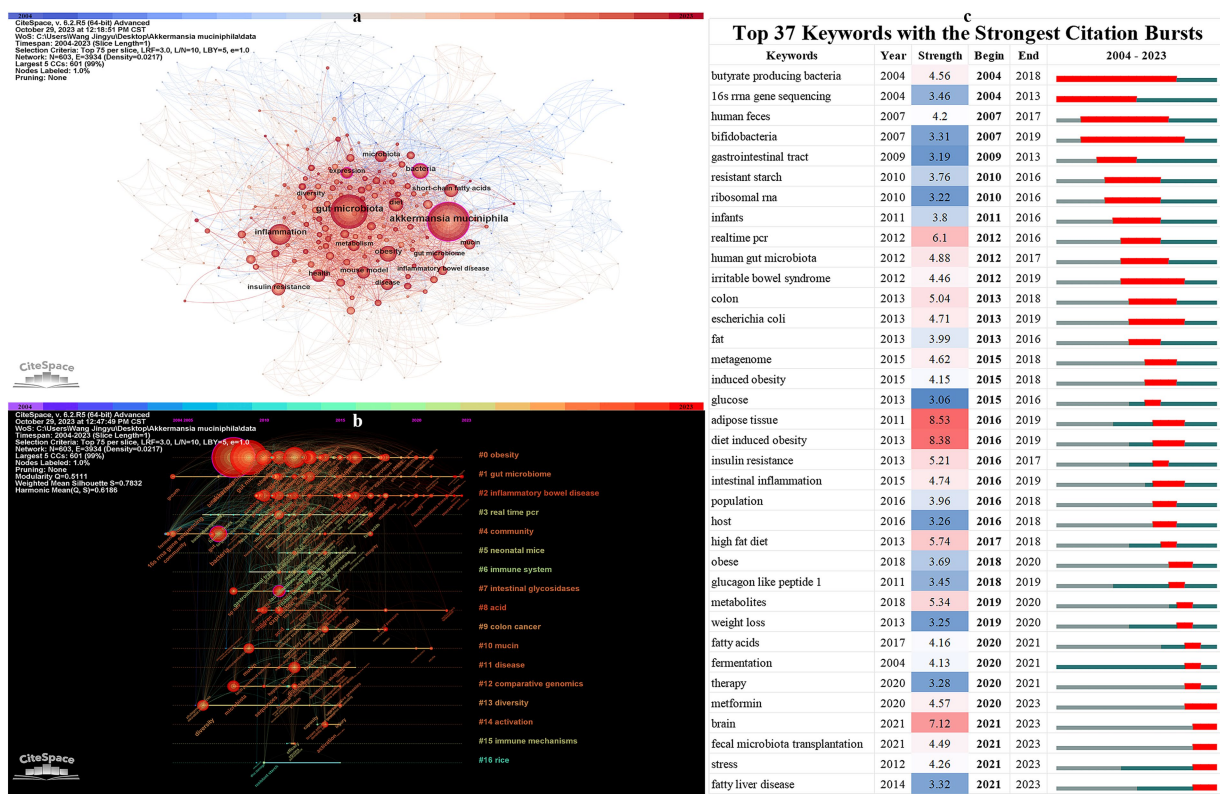 2004
a
2023
CiteSpace, v. 6.2.R5 (64-bit) Advanced
October 29, 2023 at 12:18:51 PM CST
WoS: C:\Users\Wang Jingyu\Desktop\Akkermansia muciniphila\data
Timespan: 2004-2023 (Slice Length=1)
Selection Criteria: Top 75 per slice, LRF=3.0, L/N=10, LBY=5, e=1.0
Network: N=603, E=3934 (Density=0.0217)
Largest 5 CCs: 601 (99%)
Nodes Labeled: 1.0%
Pruning: None
microbiota
expression
bacteria
diversity
short-chain fatty acids
diet
gut microbiota
akkermansia muciniphila
inflammation
metabolism
mucin
obesity
gut microbiome
health
mouse model
inflammatory bowel disease
insulin resistance
disease
CiteSpace
2004
b
2023
CiteSpace, v. 6.2.R5 (64-bit) Advanced
October 29, 2023 at 12:47:49 PM CST
WoS: C:\Users\Wang Jingyu\Desktop\Akkermansia muciniphila\data
Timespan: 2004-2023 (Slice Length=1)
Selection Criteria: Top 75 per slice, LRF=3.0, L/N=10, LBY=5, e=1.0
Network: N=603, E=3934 (Density=0.0217)
Largest 5 CCs: 601 (99%)
Nodes Labeled: 1.0%
Pruning: None
Modularity Q=0.5111
Weighted Mean Silhouette S=0.7832
Harmonic Mean(Q, S)=0.6186
#0 obesity
#1 gut microbiome
#2 inflammatory bowel disease
#3 real time pcr
#4 community
#5 neonatal mice
#6 immune system
#7 intestinal glycosidases
#8 acid
#9 colon cancer
#10 mucin
#11 disease
#12 comparative genomics
#13 diversity
#14 activation
#15 immune mechanisms
#16 rice
diversity
CiteSpace
c
Top 37 Keywords with the Strongest Citation Bursts
Keywords Year Strength Begin End 2004 - 2023
butyrate producing bacteria 2004 4.56 2004 2018
16s rrna gene sequencing 2004 3.46 2004 2013
human feces 2007 4.2 2007 2017
bifidobacteria 2007 3.31 2007 2019
gastrointestinal tract 2009 3.19 2009 2013
resistant starch 2010 3.76 2010 2016
ribosomal rna 2010 3.22 2010 2016
infants 2011 3.8 2011 2016
realtime pcr 2012 6.1 2012 2016
human gut microbiota 2012 4.88 2012 2017
irritable bowel syndrome 2012 4.46 2012 2019
colon 2013 5.04 2013 2018
escherichia coli 2013 4.71 2013 2019
fat 2013 3.99 2013 2016
metagenome 2015 4.62 2015 2018
induced obesity 2015 4.15 2015 2018
glucose 2015 3.06 2015 2016
adipose tissue 2011 8.53 2016 2019
diet induced obesity 2013 8.38 2016 2019
insulin resistance 2013 5.21 2016 2017
intestinal inflammation 2015 4.74 2016 2019
population 2016 3.96 2016 2018
host 2016 3.26 2016 2018
high fat diet 2013 5.74 2017 2018
obese 2018 3.69 2018 2020
glucagon like peptide 1 2011 3.45 2018 2019
metabolites 2018 5.34 2019 2020
weight loss 2013 3.25 2019 2020
fatty acids 2017 4.16 2020 2021
fermentation 2004 4.13 2020 2021
therapy 2020 3.28 2020 2021
metformin 2020 4.57 2020 2023
brain 2021 7.12 2021 2023
fecal microbiota transplantation 2021 4.49 2021 2023
stress 2012 4.26 2021 2023
fatty liver disease 2014 3.32 2021 2023